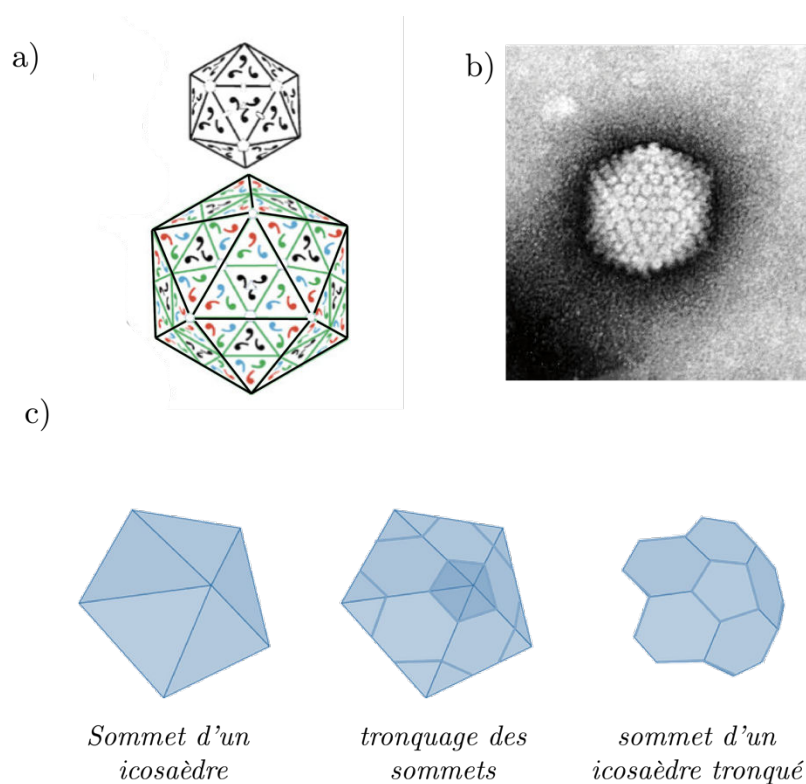 a)
b)
c)
Sommet d'un
icosaèdre
tronquage des
sommets
sommet d'un
icosaèdre tronqué